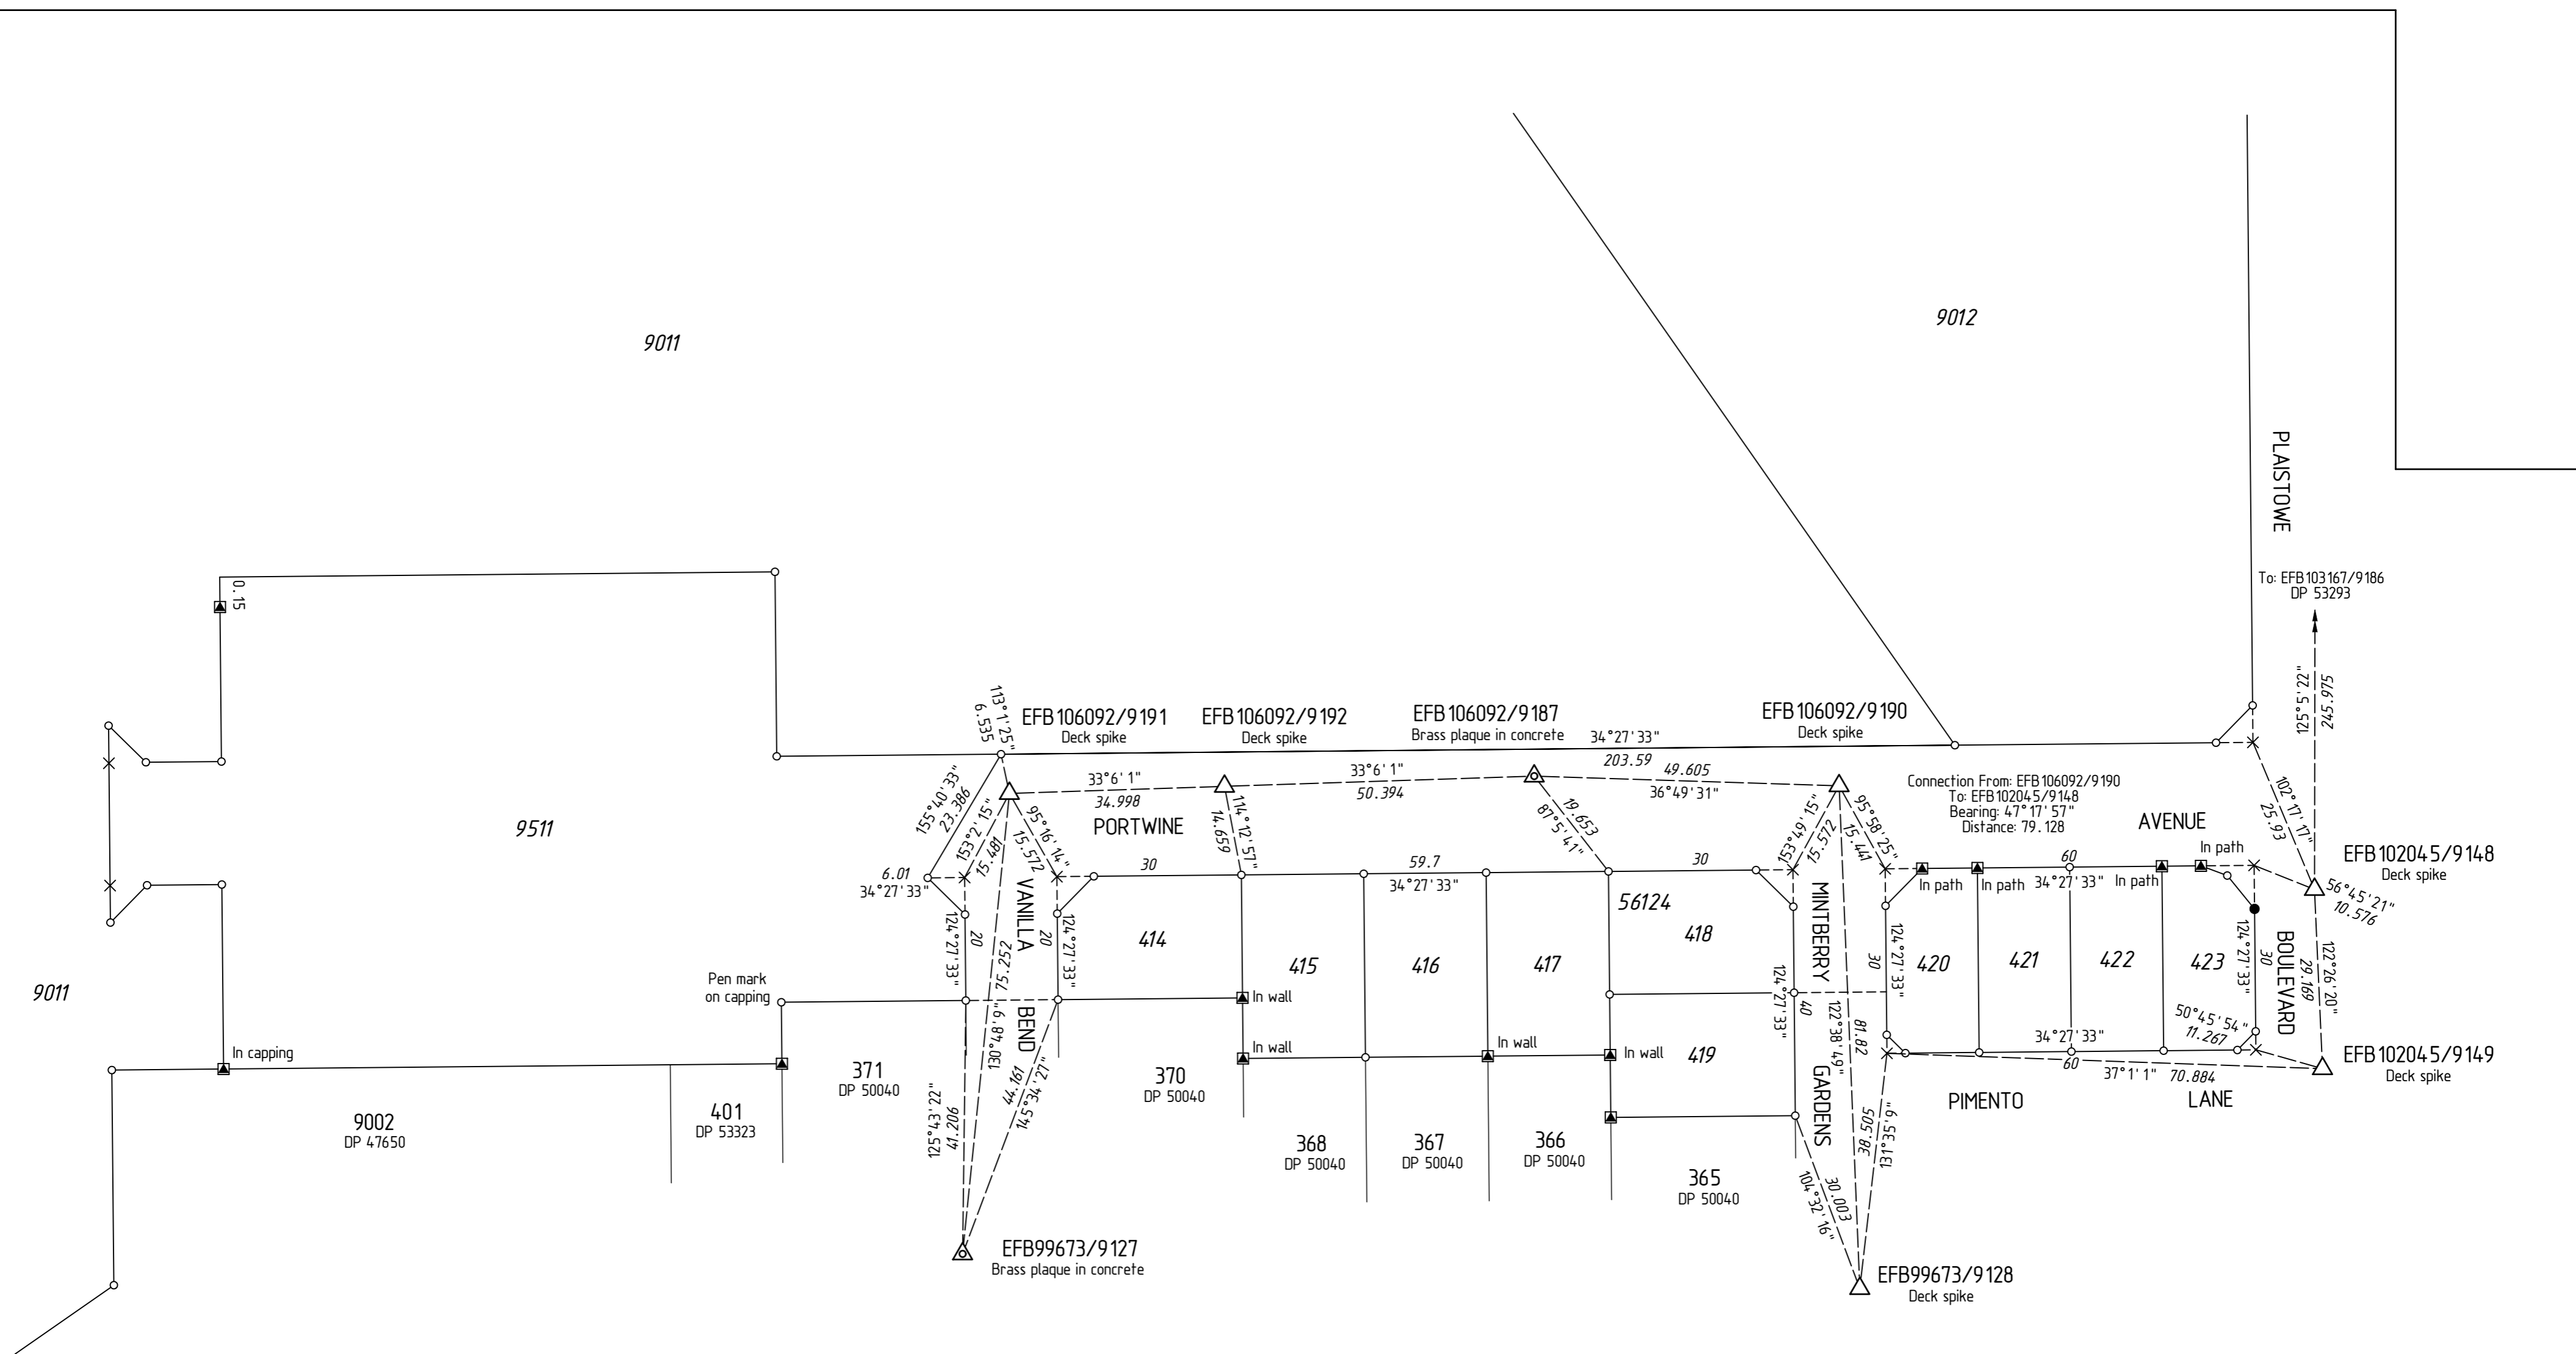 9011
9012
PLAISTOWE
To: EFB103167/9186
DP 53293
125°5'22"
245.975
0.15
9511
113°1'25"
6.535
EFB106092/9191
Deck spike
EFB106092/9192
Deck spike
EFB106092/9187
Brass plaque in concrete
EFB106092/9190
Deck spike
34°27'33"
203.59
33°6'1"
34.998
33°6'1"
50.394
49.605
36°49'31"
Connection From: EFB106092/9190
To: EFB102045/9148
Bearing: 47°17'57"
Distance: 79.128
102°17'17"
25.93
155°40'33"
23.386
153°2'15"
15.481
95°16'14"
15.572
PORTWINE
114°12'57"
14.659
19.653
87°5'41"
153°49'15"
15.572
95°58'25"
15.441
AVENUE
In path
EFB102045/9148
Deck spike
56°45'21"
10.576
6.01
34°27'33"
30
59.7
34°27'33"
30
60
34°27'33"
In path
In path
In path
56124
VANILLA
124°27'33"
20
20
124°27'33"
75.252
414
415
416
417
418
MINTBERRY
124°27'33"
30
420
421
422
423
124°27'33"
30
BOULEVARD
122°26'20"
29.169
9011
Pen mark
on capping
In wall
BEND
130°48'9"
44.161
145°34'27"
In wall
In wall
In wall
419
124°27'33"
40
122°38'49"
81.82
50°45'54"
11.267
34°27'33"
60
37°1'1"
70.884
EFB102045/9149
Deck spike
In capping
371
DP 50040
370
DP 50040
GARDENS
PIMENTO
LANE
9002
DP 47650
401
DP 53323
125°43'22"
41.206
368
DP 50040
367
DP 50040
366
DP 50040
365
DP 50040
38.505
131°35'9"
30.003
104°32'16"
EFB99673/9127
Brass plaque in concrete
EFB99673/9128
Deck spike